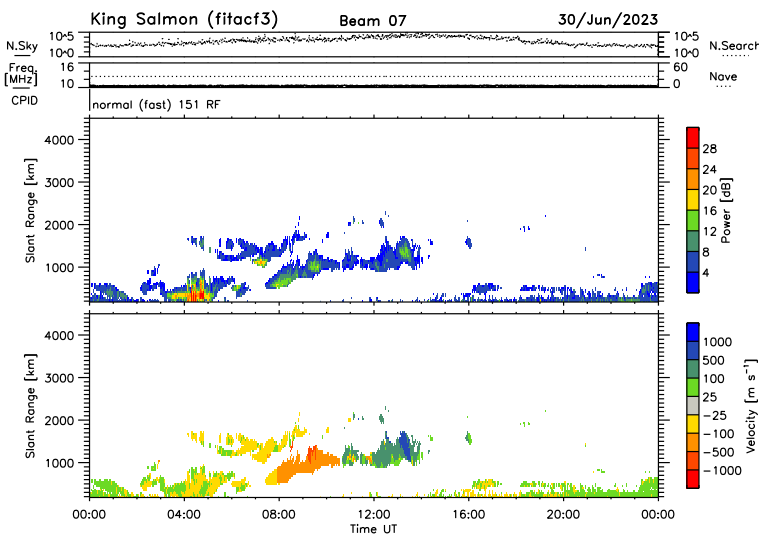 King Salmon (fitacf3) Beam 07 30/Jun/2023
N.Sky 10^5 10^0 10^5 10^0 N.Search
Freq [MHz] 16 10 60 0 Nave
CPID normal (fast) 151 RF
Slant Range [km] 4000 3000 2000 1000
28 24 20 16 12 8 4 Power [dB]
Slant Range [km] 4000 3000 2000 1000
1000 500 100 25 −25 −100 −500 −1000 Velocity [m s⁻¹]
00:00 04:00 08:00 12:00 16:00 20:00 00:00
Time UT